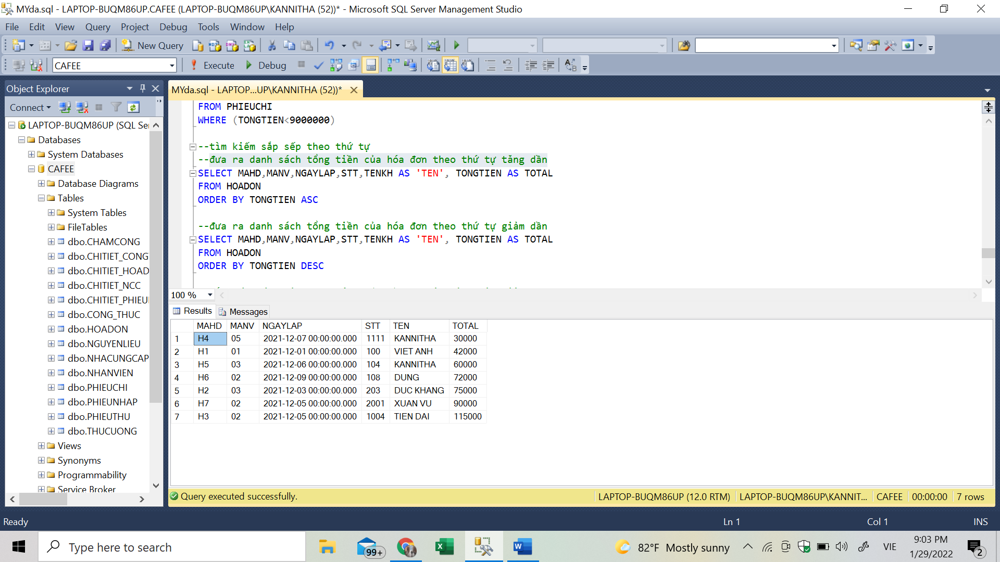 MYda.sql - LAPTOP-BUQM86UP.CAFEE (LAPTOP-BUQM86UP\KANNITHA (52))* - Microsoft SQL Server Management Studio
File Edit View Query Project Debug Tools Window Help
New Query
CAFEE Execute Debug
Object Explorer
Connect
LAPTOP-BUQM86UP (SQL Se
Databases
System Databases
CAFEE
Database Diagrams
Tables
System Tables
FileTables
dbo.CHAMCONG
dbo.CHITIET_CONG
dbo.CHITIET_HOAD
dbo.CHITIET_NCC
dbo.CHITIET_PHIEU
dbo.CONG_THUC
dbo.HOADON
dbo.NGUYENLIEU
dbo.NHACUNGCAP
dbo.NHANVIEN
dbo.PHIEUCHI
dbo.PHIEUNHAP
dbo.PHIEUTHU
dbo.THUCUONG
Views
Synonyms
Programmability
Service Broker
MYda.sql - LAPTOP...UP\KANNITHA (52))*
FROM PHIEUCHI
WHERE (TONGTIEN<9000000)
--tìm kiếm sắp sếp theo thứ tự
--đưa ra danh sách tổng tiền của hóa đơn theo thứ tự tăng dần
SELECT MAHD,MANV,NGAYLAP,STT,TENKH AS 'TEN', TONGTIEN AS TOTAL
FROM HOADON
ORDER BY TONGTIEN ASC
--đưa ra danh sách tổng tiền của hóa đơn theo thứ tự giảm dần
SELECT MAHD,MANV,NGAYLAP,STT,TENKH AS 'TEN', TONGTIEN AS TOTAL
FROM HOADON
ORDER BY TONGTIEN DESC
100 %
Results Messages
MAHD MANV NGAYLAP STT TEN TOTAL
1 H4 05 2021-12-07 00:00:00.000 1111 KANNITHA 30000
2 H1 01 2021-12-01 00:00:00.000 100 VIET ANH 42000
3 H5 03 2021-12-06 00:00:00.000 104 KANNITHA 60000
4 H6 02 2021-12-09 00:00:00.000 108 DUNG 72000
5 H2 03 2021-12-03 00:00:00.000 203 DUC KHANG 75000
6 H7 02 2021-12-05 00:00:00.000 2001 XUAN VU 90000
7 H3 02 2021-12-05 00:00:00.000 1004 TIEN DAI 115000
Query executed successfully. LAPTOP-BUQM86UP (12.0 RTM) LAPTOP-BUQM86UP\KANNIT... CAFEE 00:00:00 7 rows
Ready Ln 1 Col 1 INS
Type here to search 99+ 82°F Mostly sunny VIE 9:03 PM
1/29/2022 2